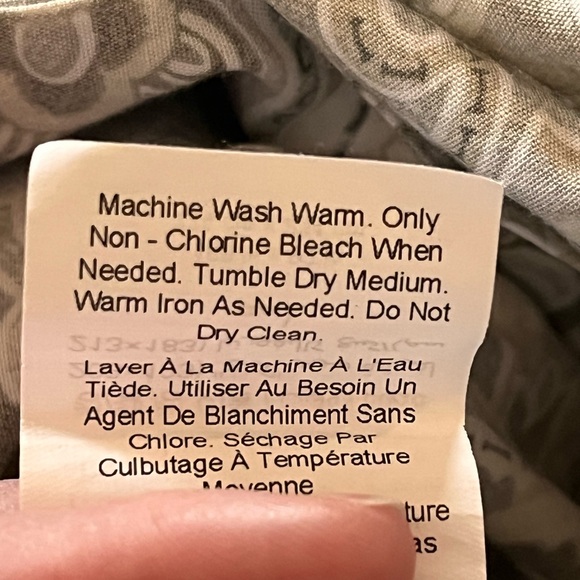 Machine Wash Warm. Only
Non - Chlorine Bleach When
Needed. Tumble Dry Medium.
Warm Iron As Needed. Do Not
Dry Clean.
Laver À La Machine À L'Eau
Tiède. Utiliser Au Besoin Un
Agent De Blanchiment Sans
Chlore. Séchage Par
Culbutage À Température
Moyenne
ture
as